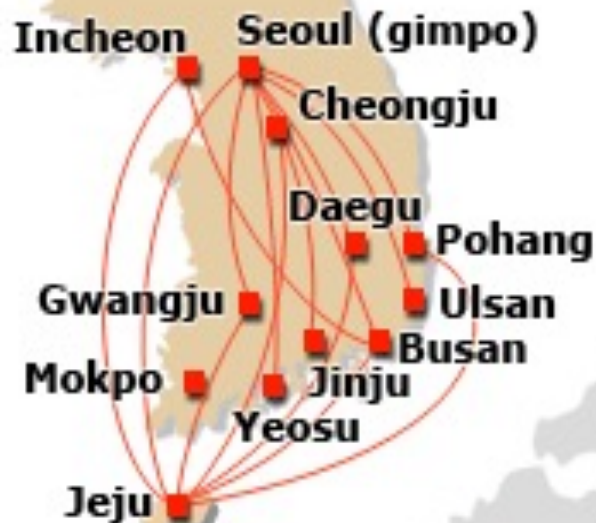 Incheon
Seoul (gimpo)
Cheongju
Daegu
Pohang
Gwangju
Ulsan
Busan
Mokpo
Jinju
Yeosu
Jeju